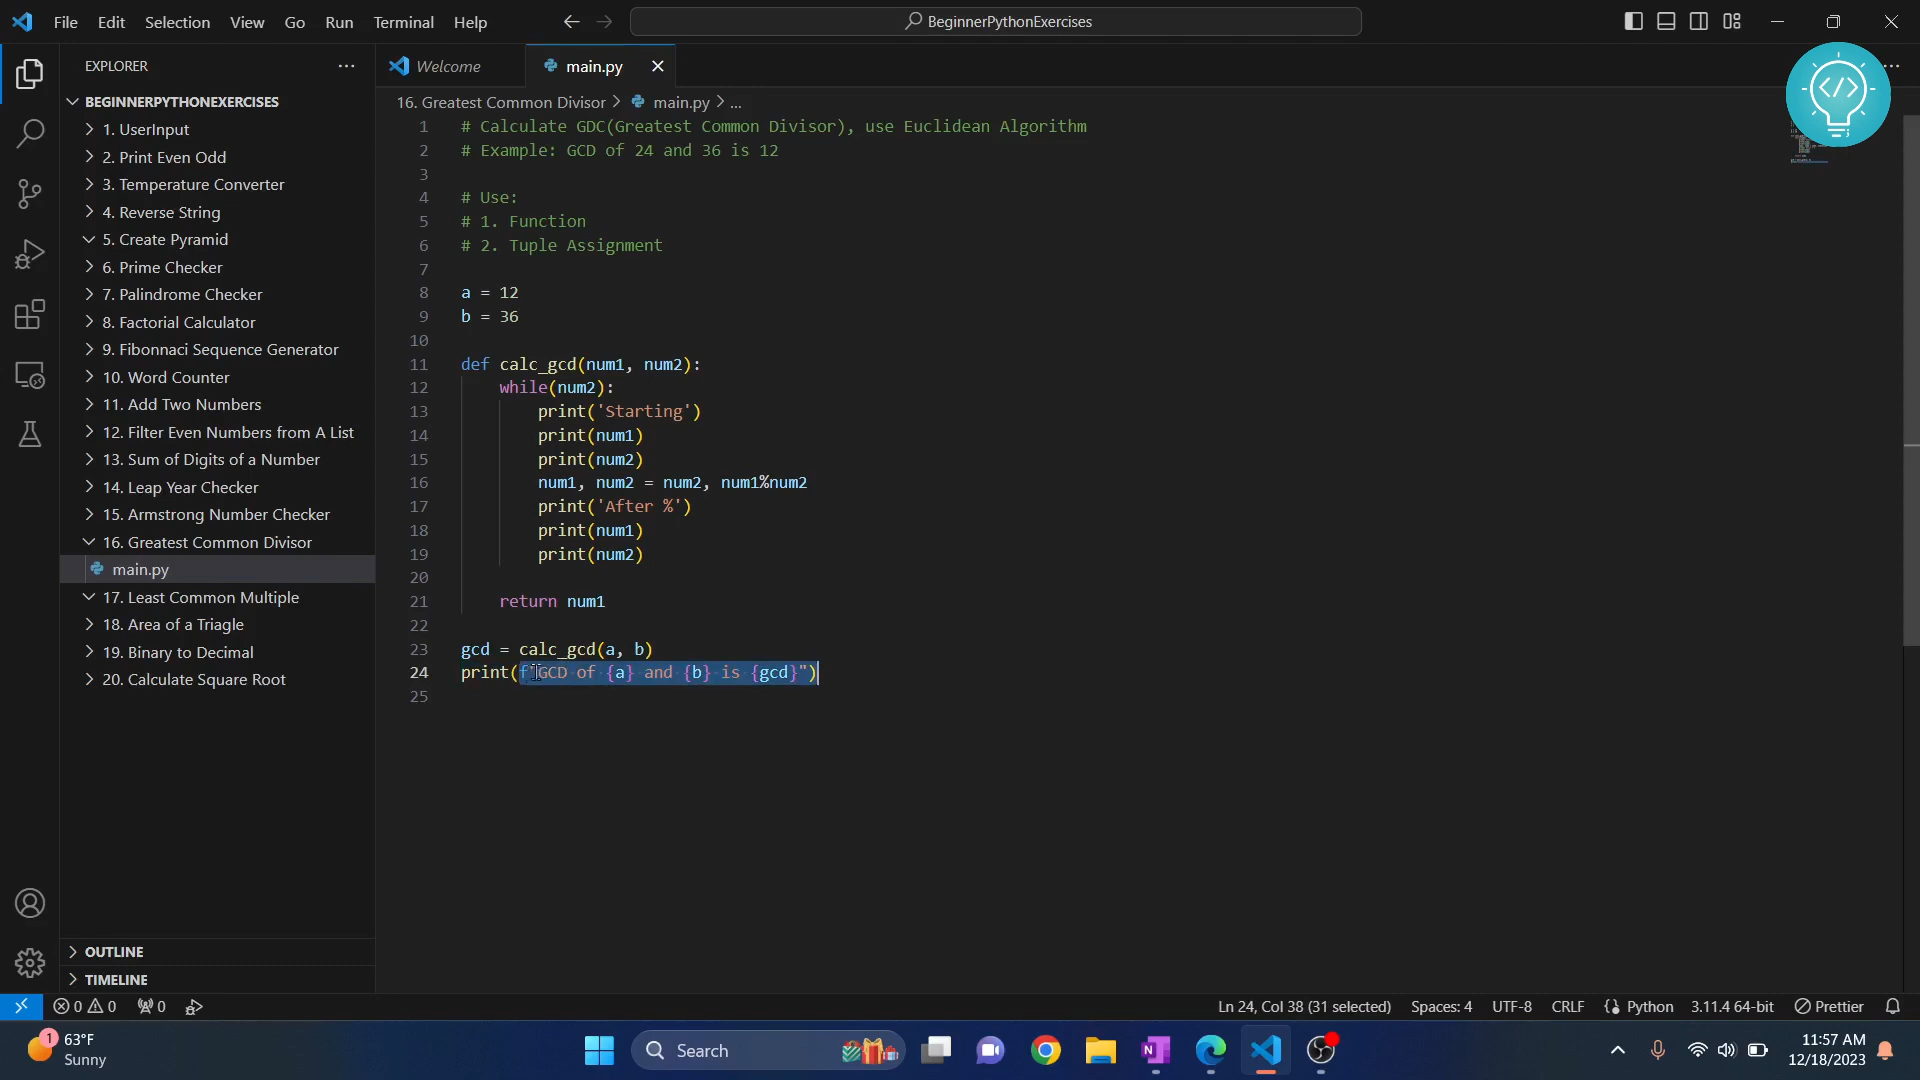 File Edit Selection View Go Run Terminal Help
BeginnerPythonExercises
EXPLORER
Welcome
main.py
BEGINNERPYTHONEXERCISES
1. UserInput
2. Print Even Odd
3. Temperature Converter
4. Reverse String
5. Create Pyramid
6. Prime Checker
7. Palindrome Checker
8. Factorial Calculator
9. Fibonnaci Sequence Generator
10. Word Counter
11. Add Two Numbers
12. Filter Even Numbers from A List
13. Sum of Digits of a Number
14. Leap Year Checker
15. Armstrong Number Checker
16. Greatest Common Divisor
main.py
17. Least Common Multiple
18. Area of a Triagle
19. Binary to Decimal
20. Calculate Square Root
OUTLINE
TIMELINE
16. Greatest Common Divisor > main.py > ...
1 # Calculate GDC(Greatest Common Divisor), use Euclidean Algorithm
2 # Example: GCD of 24 and 36 is 12
3
4 # Use:
5 # 1. Function
6 # 2. Tuple Assignment
7
8 a = 12
9 b = 36
10
11 def calc_gcd(num1, num2):
12 while(num2):
13 print('Starting')
14 print(num1)
15 print(num2)
16 num1, num2 = num2, num1%num2
17 print('After %')
18 print(num1)
19 print(num2)
20
21 return num1
22
23 gcd = calc_gcd(a, b)
24 print(f"GCD of {a} and {b} is {gcd}")
25
</>
0 0 0
Ln 24, Col 38 (31 selected) Spaces: 4 UTF-8 CRLF Python 3.11.4 64-bit Prettier
1
63°F
Sunny
Search
11:57 AM
12/18/2023